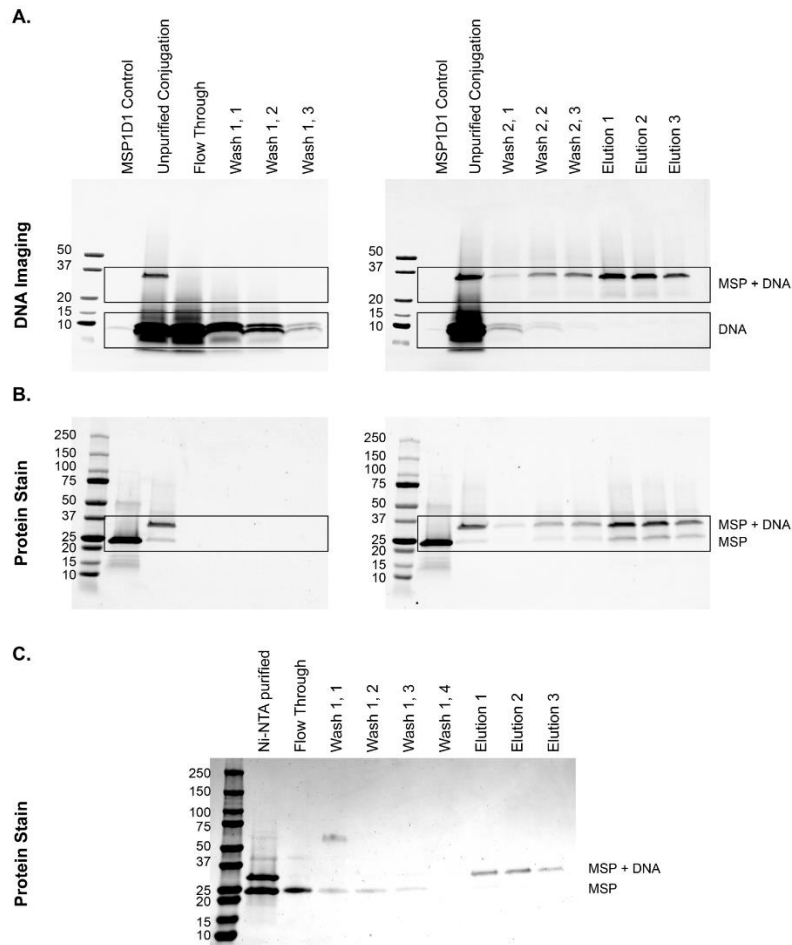 A.
MSP1D1 Control
Unpurified Conjugation
Flow Through
Wash 1, 1
Wash 1, 2
Wash 1, 3
MSP1D1 Control
Unpurified Conjugation
Wash 2, 1
Wash 2, 2
Wash 2, 3
Elution 1
Elution 2
Elution 3
DNA Imaging
50
37
20
15
10
50
37
20
15
10
MSP + DNA
DNA
B.
Protein Stain
250
150
100
75
50
37
25
20
15
10
250
150
100
75
50
37
25
20
15
10
MSP + DNA
MSP
C.
Ni-NTA purified
Flow Through
Wash 1, 1
Wash 1, 2
Wash 1, 3
Wash 1, 4
Elution 1
Elution 2
Elution 3
Protein Stain
250
150
100
75
50
37
25
20
15
10
MSP + DNA
MSP